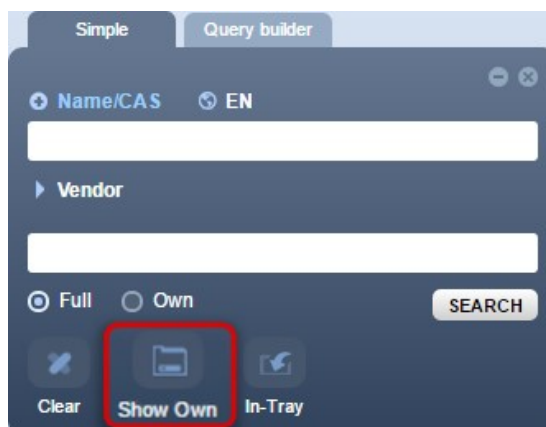 Simple Query builder
Name/CAS EN
Vendor
Full Own SEARCH
Clear Show Own In-Tray